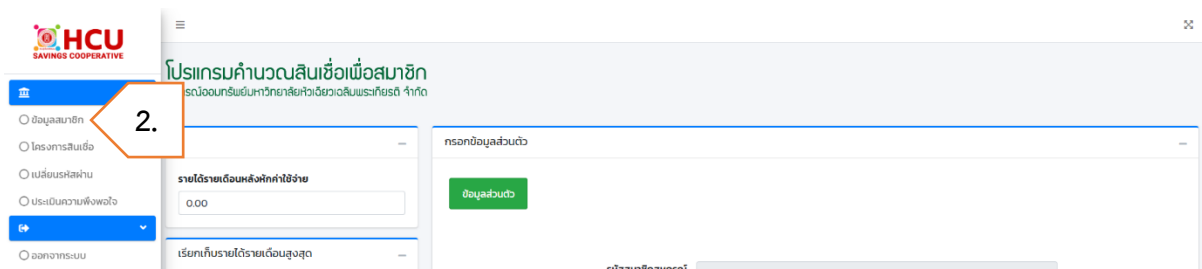 HCU
SAVINGS COOPERATIVE
โปรแกรมคำนวณสินเชื่อเพื่อสมาชิก
ออมทรัพย์มหาวิทยาลัยหัวเฉียวเฉลิมพระเกียรติ จำกัด
ข้อมูลสมาชิก
2.
โครงการสินเชื่อ
เปลี่ยนรหัสผ่าน
ประเมินความพึงพอใจ
ออกจากระบบ
รายได้รายเดือนหลังหักค่าใช้จ่าย
0.00
เรียกเก็บรายได้รายเดือนสูงสุด
กรอกข้อมูลส่วนตัว
ข้อมูลส่วนตัว
รหัสสมาชิกสหกรณ์